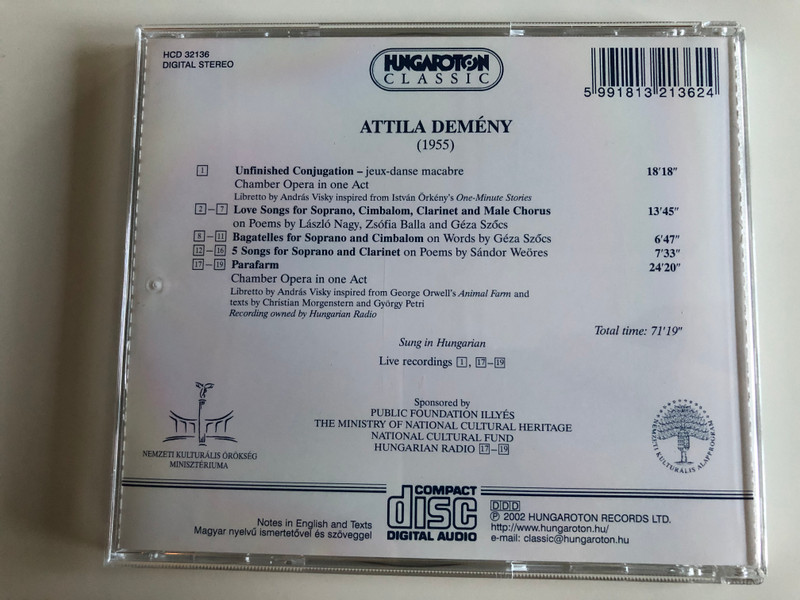 HCD 32136
DIGITAL STEREO
HUNGAROTON
CLASSIC
5 991813 213624
ATTILA DEMÉNY
(1955)
1 Unfinished Conjugation – jeux-danse macabre 18'18"
Chamber Opera in one Act
Libretto by András Visky inspired from István Örkény's One-Minute Stories
2 – 7 Love Songs for Soprano, Cimbalom, Clarinet and Male Chorus 13'45"
on Poems by László Nagy, Zsófia Balla and Géza Szőcs
8 – 11 Bagatelles for Soprano and Cimbalom on Words by Géza Szőcs 6'47"
12 – 16 5 Songs for Soprano and Clarinet on Poems by Sándor Weöres 7'33"
17 – 19 Parafarm 24'20"
Chamber Opera in one Act
Libretto by András Visky inspired from George Orwell's Animal Farm and
texts by Christian Morgenstern and György Petri
Recording owned by Hungarian Radio
Total time: 71'19"
Sung in Hungarian
Live recordings 1, 17 – 19
Sponsored by
PUBLIC FOUNDATION ILLYÉS
THE MINISTRY OF NATIONAL CULTURAL HERITAGE
NATIONAL CULTURAL FUND
HUNGARIAN RADIO 17 – 19
NEMZETI KULTURÁLIS ÖRÖKSÉG
MINISZTÉRIUMA
NEMZETI KULTURÁLIS ALAPPROGRAM
Notes in English and Texts
Magyar nyelvű ismertetővel és szöveggel
COMPACT
disc
DIGITAL AUDIO
DDD
℗ 2002 HUNGAROTON RECORDS LTD.
http://www.hungaroton.hu/
e-mail: classic@hungaroton.hu